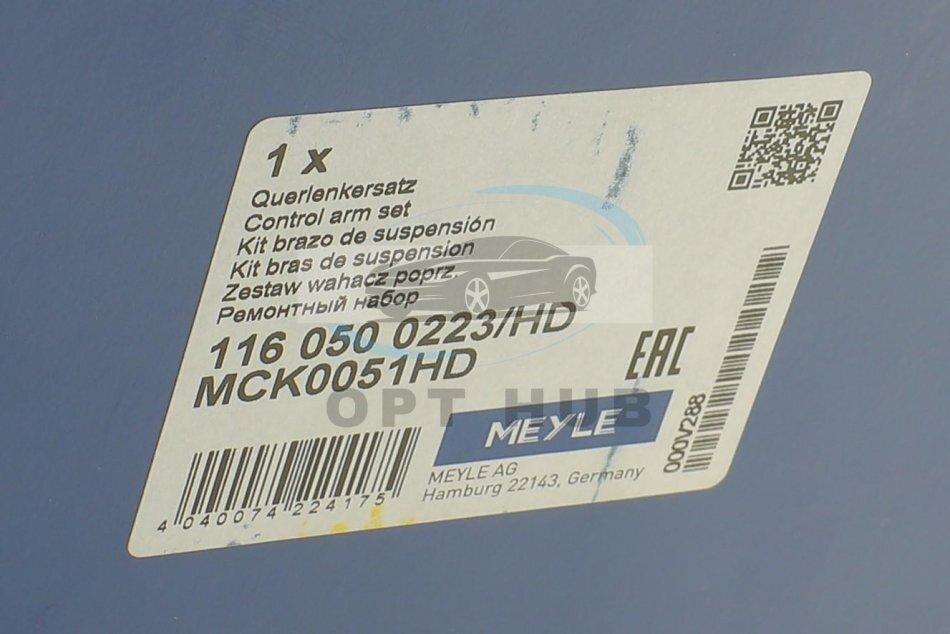 1 x
Querlenkersatz
Control arm set
Kit brazo de suspensión
Kit bras de suspension
Zestaw wahacz poprz.
Ремонтный набор
116 050 0223/HD
MCK0051HD
EAC
OPT HUB
MEYLE
MEYLE AG
Hamburg 22143, Germany
000V288
4 040074 224175